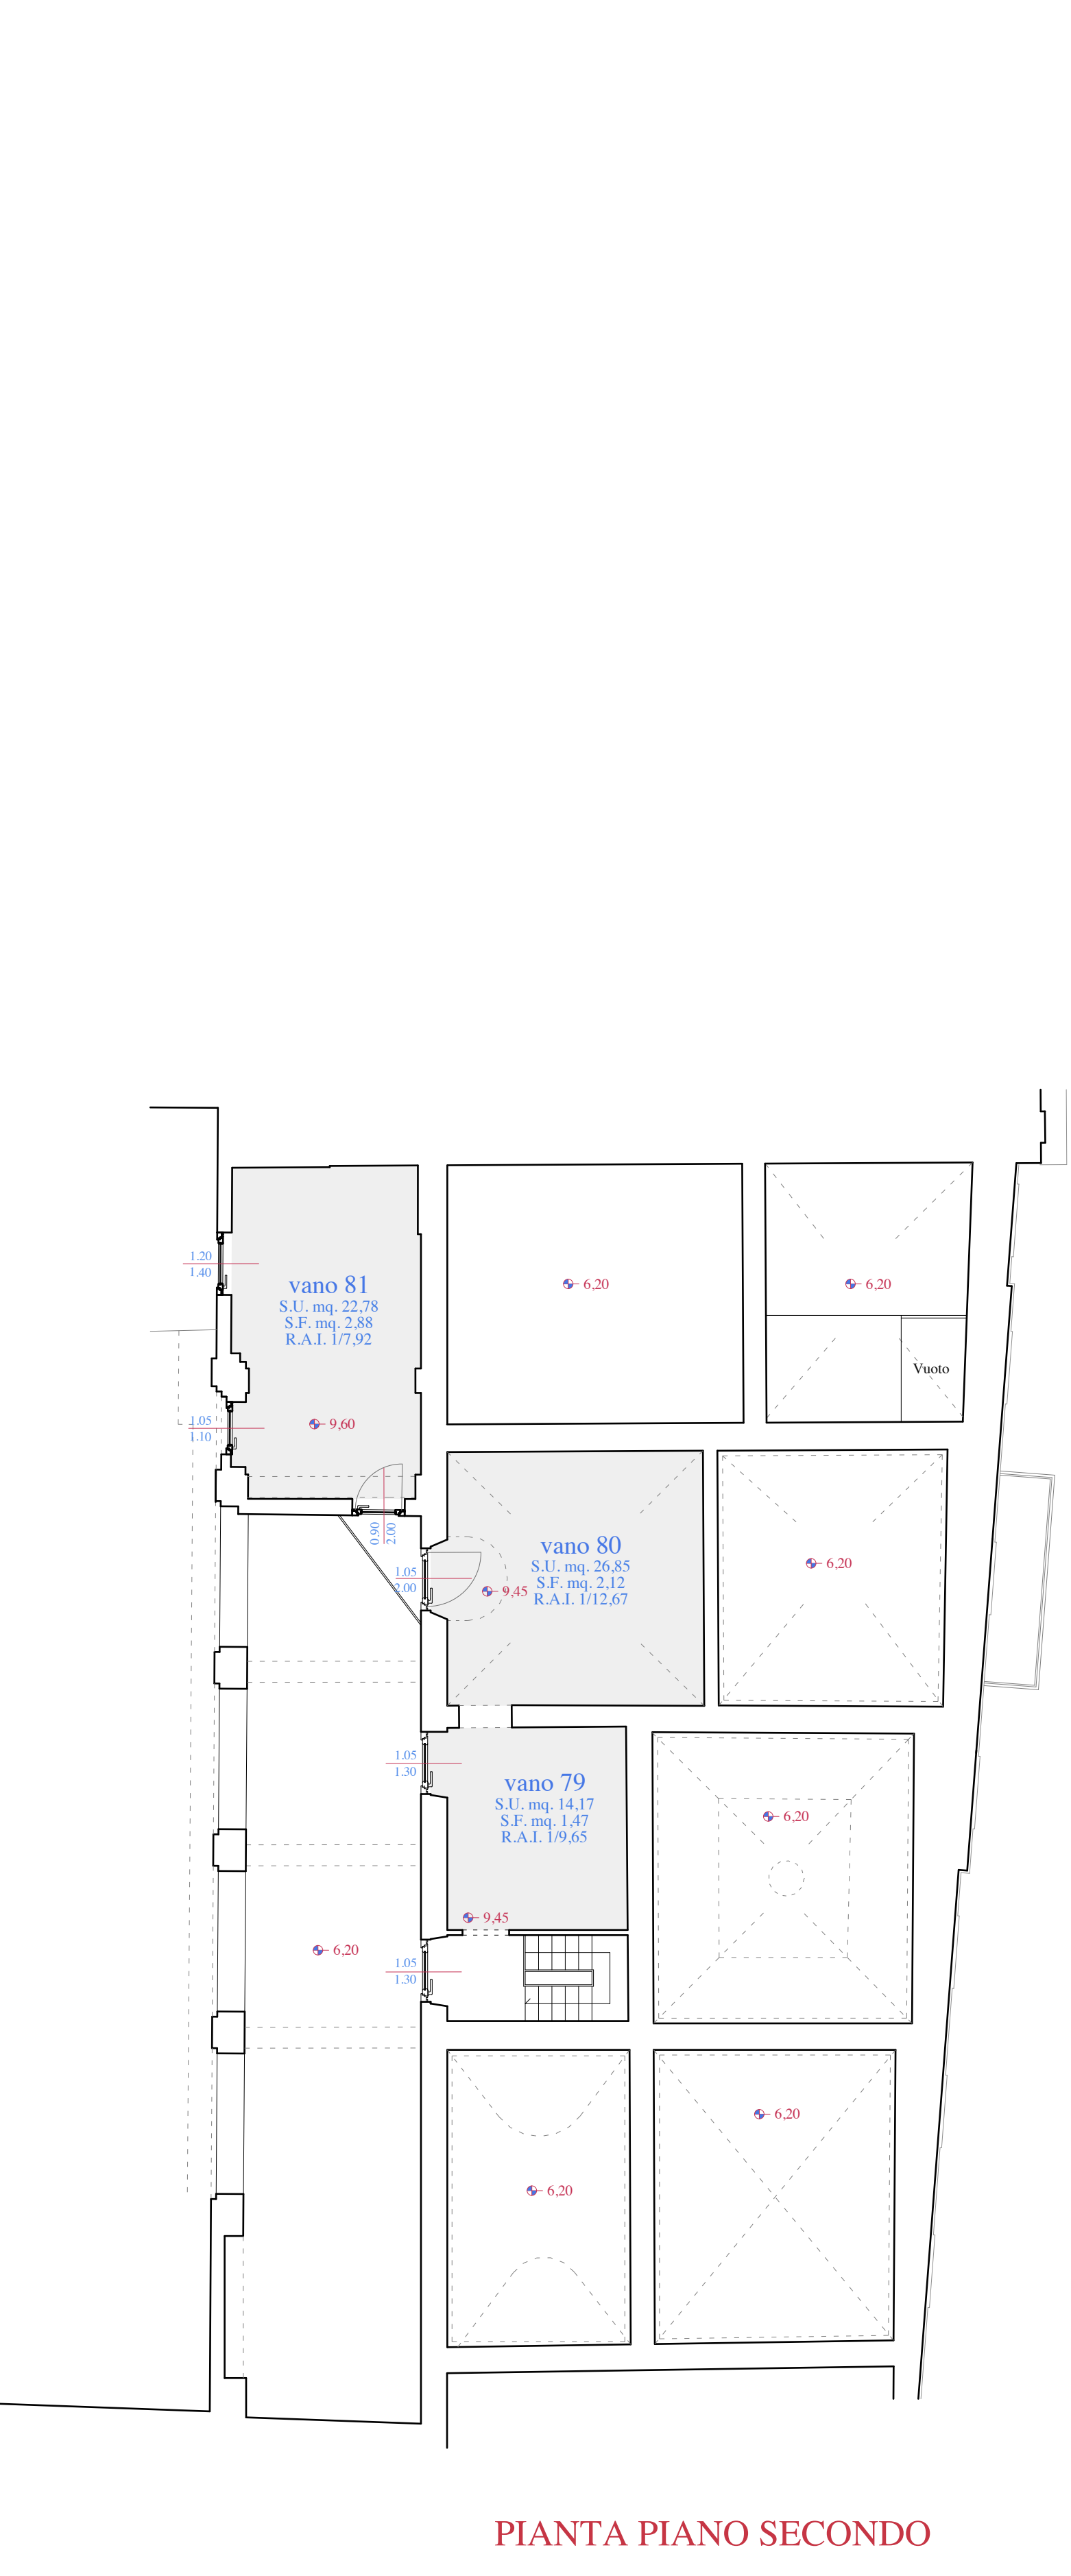 1.20
1.40
vano 81
S.U. mq. 22,78
S.F. mq. 2,88
R.A.I. 1/7,92
6,20
6,20
Vuoto
1.05
1.10
9,60
0.90
2.00
vano 80
S.U. mq. 26,85
S.F. mq. 2,12
R.A.I. 1/12,67
1.05
2.00
9,45
6,20
1.05
1.30
vano 79
S.U. mq. 14,17
S.F. mq. 1,47
R.A.I. 1/9,65
6,20
9,45
6,20
1.05
1.30
6,20
6,20
PIANTA PIANO SECONDO